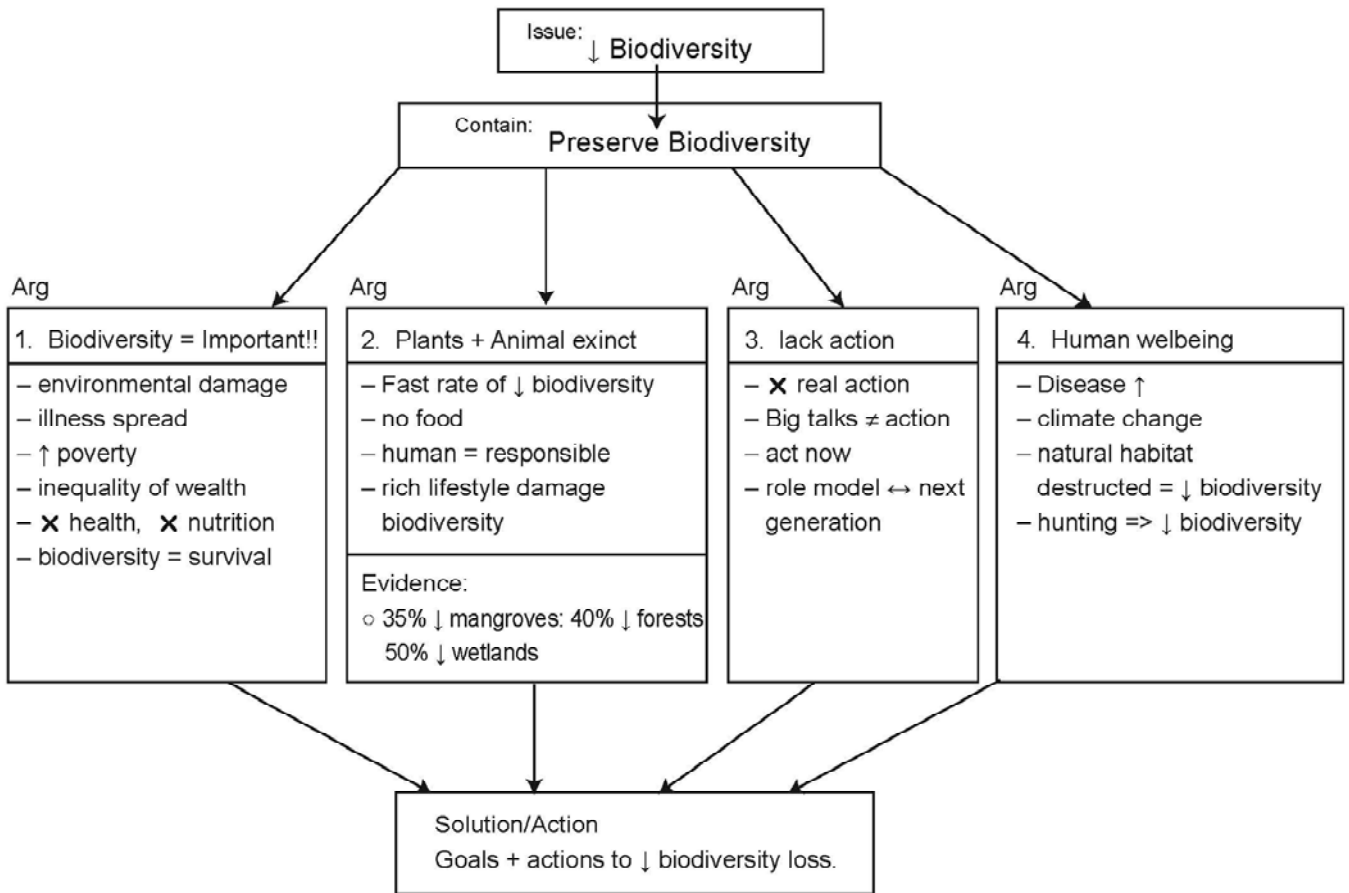 Issue:
↓ Biodiversity
Contain: Preserve Biodiversity
Arg
1. Biodiversity = Important!!
– environmental damage
– illness spread
– ↑ poverty
– inequality of wealth
– ✗ health, ✗ nutrition
– biodiversity = survival
Arg
2. Plants + Animal exinct
– Fast rate of ↓ biodiversity
– no food
– human = responsible
– rich lifestyle damage
biodiversity
Evidence:
○ 35% ↓ mangroves: 40% ↓ forests
50% ↓ wetlands
Arg
3. lack action
– ✗ real action
– Big talks ≠ action
– act now
– role model ↔ next
generation
Arg
4. Human welbeing
– Disease ↑
– climate change
– natural habitat
destructed = ↓ biodiversity
– hunting => ↓ biodiversity
Solution/Action
Goals + actions to ↓ biodiversity loss.